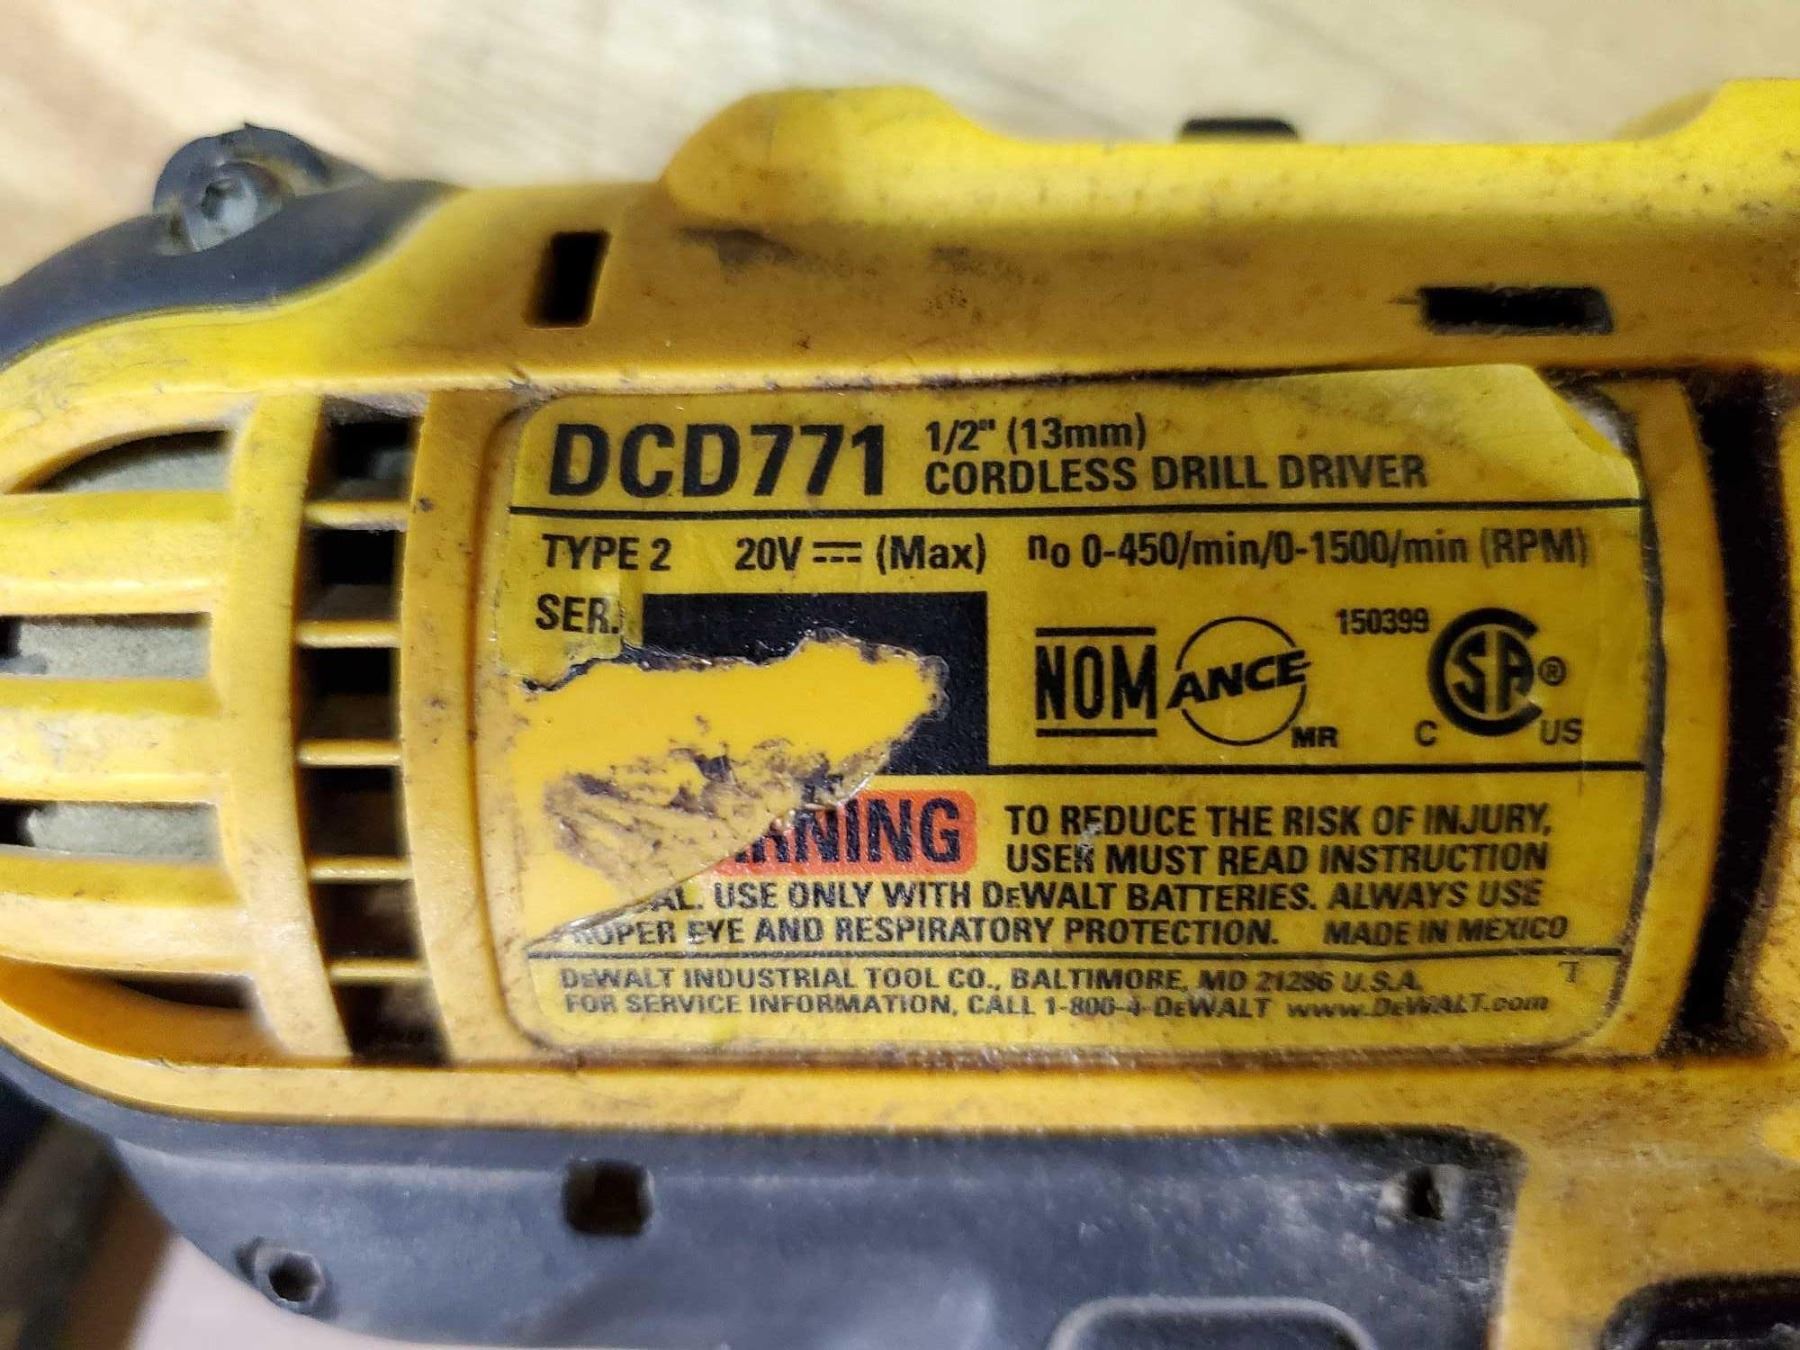 DCD771 1/2" (13mm)
CORDLESS DRILL DRIVER
TYPE 2 20V ⎓ (Max) no 0-450/min/0-1500/min (RPM)
SER.
NOM ANCE MR 150399 CSA ® C US
TO REDUCE THE RISK OF INJURY,
USER MUST READ INSTRUCTION
USE ONLY WITH DEWALT BATTERIES. ALWAYS USE
EYE AND RESPIRATORY PROTECTION. MADE IN MEXICO
DEWALT INDUSTRIAL TOOL CO., BALTIMORE, MD 21286 U.S.A.
FOR SERVICE INFORMATION, CALL 1-800-4-DEWALT www.DEWALT.com